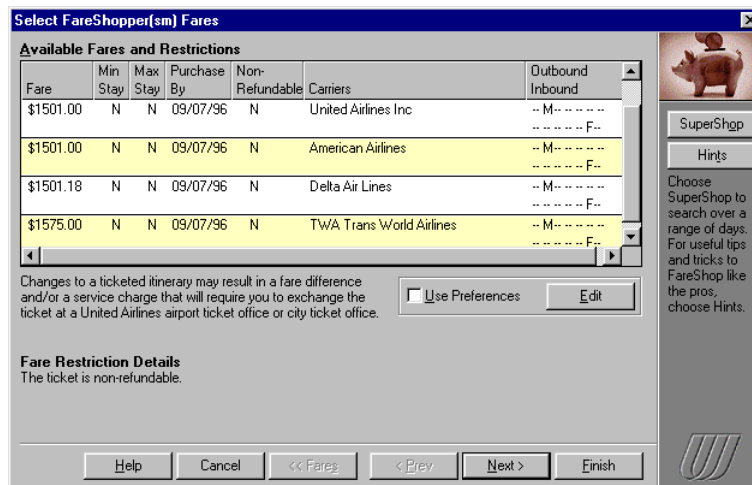 Select FareShopper(sm) Fares
Available Fares and Restrictions
Min Max Purchase Non- Outbound
Fare Stay Stay By Refundable Carriers Inbound
$1501.00 N N 09/07/96 N United Airlines Inc -- M-- -- -- -- --
-- -- -- -- -- F--
$1501.00 N N 09/07/96 N American Airlines -- M-- -- -- -- --
-- -- -- -- -- F--
$1501.18 N N 09/07/96 N Delta Air Lines -- M-- -- -- -- --
-- -- -- -- -- F--
$1575.00 N N 09/07/96 N TWA Trans World Airlines -- M-- -- -- -- --
-- -- -- -- -- F--
Changes to a ticketed itinerary may result in a fare difference
and/or a service charge that will require you to exchange the
ticket at a United Airlines airport ticket office or city ticket office.
Use Preferences Edit
Fare Restriction Details
The ticket is non-refundable.
SuperShop
Hints
Choose
SuperShop to
search over a
range of days.
For useful tips
and tricks to
FareShop like
the pros,
choose Hints.
Help Cancel << Fares < Prev Next > Finish